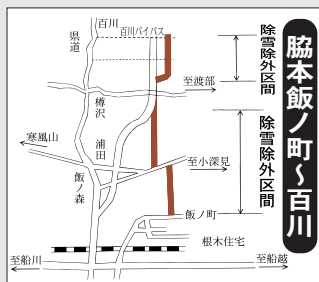 脇本飯ノ町～百川
除雪除外区間
除雪除外区間
百川
百川バイパス
県道
至渡部
樽沢
寒風山
浦田
至小深見
飯ノ森
飯ノ町
根木住宅
至船川
至船越